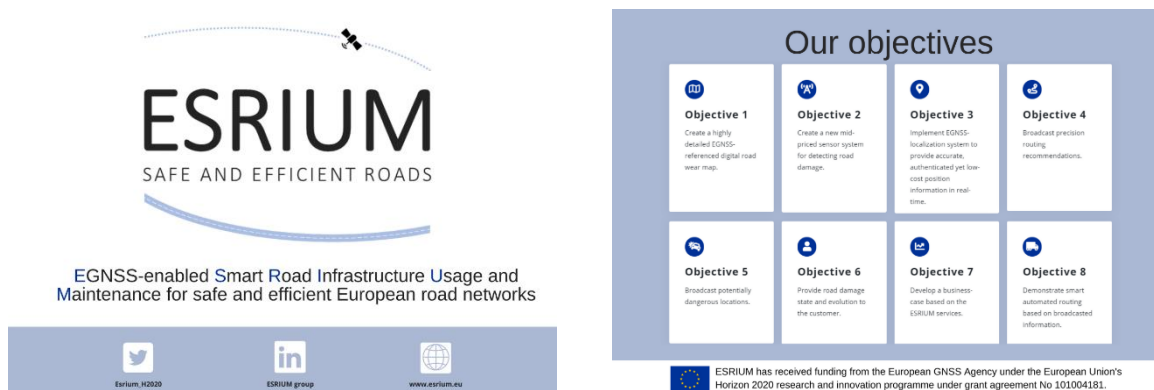 ESRIUM
SAFE AND EFFICIENT ROADS
EGNSS-enabled Smart Road Infrastructure Usage and
Maintenance for safe and efficient European road networks
Esrium_H2020
ESRIUM group
www.esrium.eu
Our objectives
Objective 1
Create a highly
detailed EGNSS-
referenced digital road
wear map.
Objective 2
Create a new mid-
priced sensor system
for detecting road
damage.
Objective 3
Implement EGNSS-
localization system to
provide accurate,
authenticated yet low-
cost position
information in real-
time.
Objective 4
Broadcast precision
routing
recommendations.
Objective 5
Broadcast potentially
dangerous locations.
Objective 6
Provide road damage
state and evolution to
the customer.
Objective 7
Develop a business-
case based on the
ESRIUM services.
Objective 8
Demonstrate smart
automated routing
based on broadcasted
information.
ESRIUM has received funding from the European GNSS Agency under the European Union's
Horizon 2020 research and innovation programme under grant agreement No 101004181.